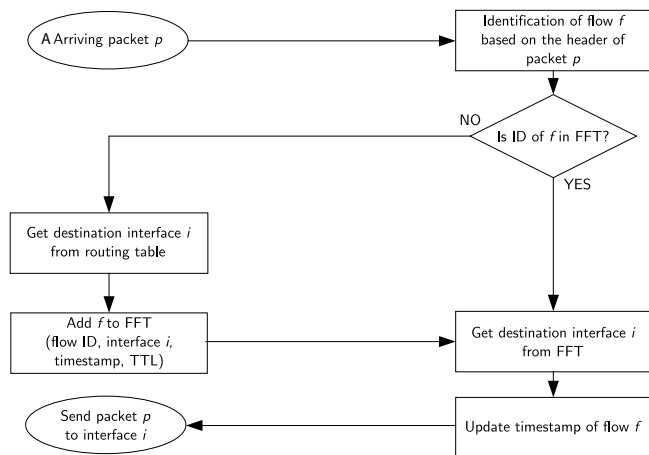 A Arriving packet p
Identification of flow f
based on the header of
packet p
NO
Is ID of f in FFT?
YES
Get destination interface i
from routing table
Add f to FFT
(flow ID, interface i,
timestamp, TTL)
Get destination interface i
from FFT
Send packet p
to interface i
Update timestamp of flow f